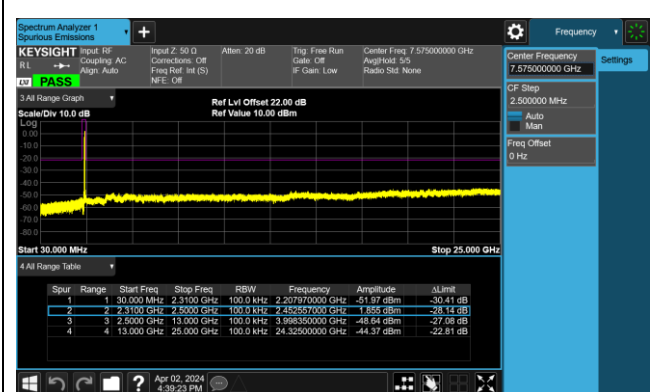 Spectrum Analyzer 1
Spurious Emissions
Frequency
KEYSIGHT Input: RF Input Z: 50 Ω Atten: 20 dB Trig: Free Run Center Freq: 7.575000000 GHz
RL Coupling: AC Corrections: Off Gate: Off Avg|Hold: 5/5
Align: Auto Freq Ref: Int (S) IF Gain: Low Radio Std: None
LXI PASS NFE: Off
Center Frequency
7.575000000 GHz
Settings
CF Step
2.500000 MHz
Auto
Man
Freq Offset
0 Hz
3 All Range Graph
Ref Lvl Offset 22.00 dB
Scale/Div 10.0 dB Ref Value 10.00 dBm
Log
0.00
-10.0
-20.0
-30.0
-40.0
-50.0
-60.0
-70.0
-80.0
Start 30.000 MHz Stop 25.000 GHz
4 All Range Table
Spur Range Start Freq Stop Freq RBW Frequency Amplitude ΔLimit
1 1 30.000 MHz 2.3100 GHz 100.0 kHz 2.207970000 GHz -51.97 dBm -30.41 dB
2 2 2.3100 GHz 2.5000 GHz 100.0 kHz 2.452557000 GHz 1.855 dBm -28.14 dB
3 3 2.5000 GHz 13.000 GHz 100.0 kHz 3.998350000 GHz -48.64 dBm -27.08 dB
4 4 13.000 GHz 25.000 GHz 100.0 kHz 24.32500000 GHz -44.37 dBm -22.81 dB
Apr 02, 2024
4:39:23 PM